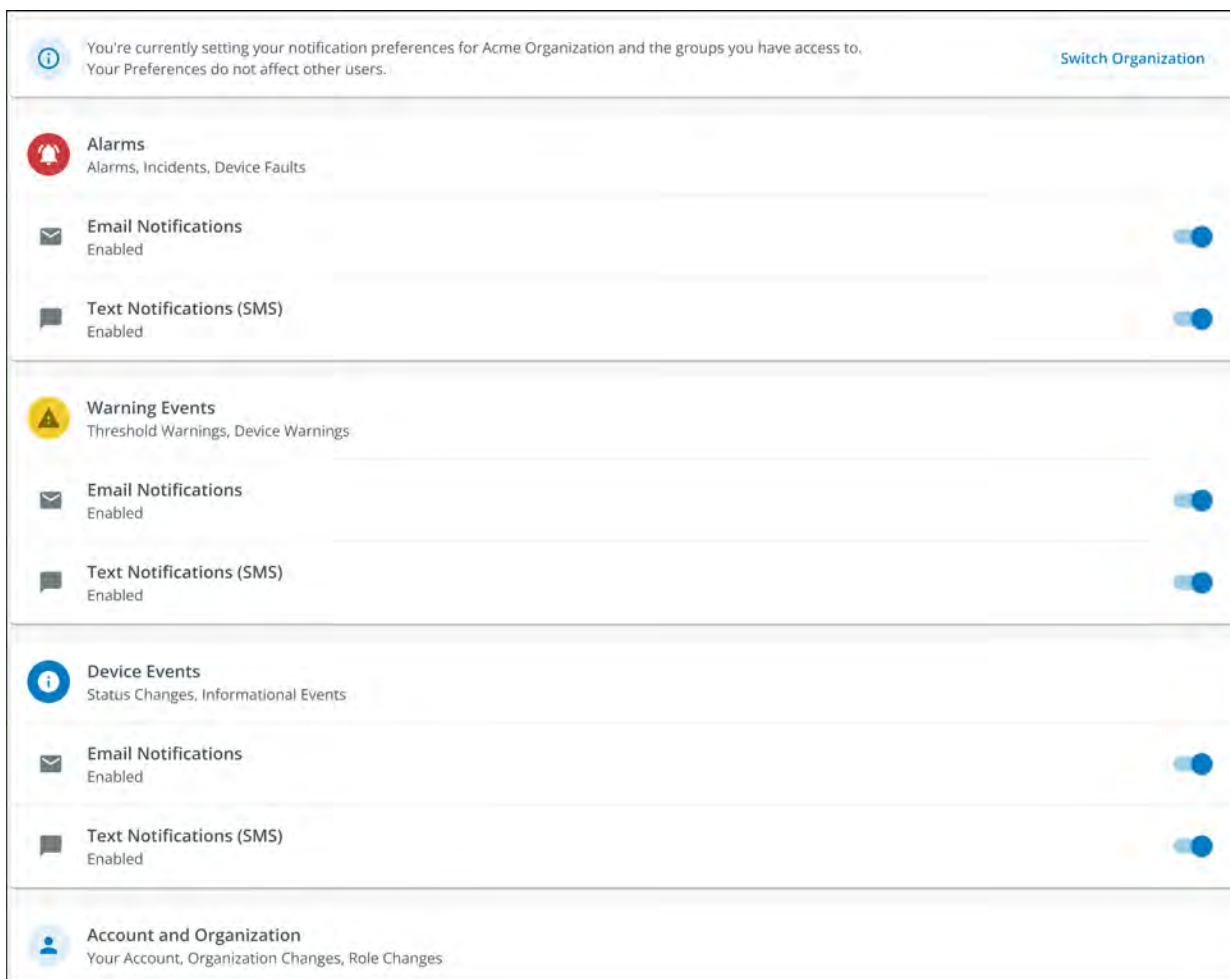 You're currently setting your notification preferences for Acme Organization and the groups you have access to.
Your Preferences do not affect other users.
Switch Organization
Alarms
Alarms, Incidents, Device Faults
Email Notifications
Enabled
Text Notifications (SMS)
Enabled
Warning Events
Threshold Warnings, Device Warnings
Email Notifications
Enabled
Text Notifications (SMS)
Enabled
Device Events
Status Changes, Informational Events
Email Notifications
Enabled
Text Notifications (SMS)
Enabled
Account and Organization
Your Account, Organization Changes, Role Changes